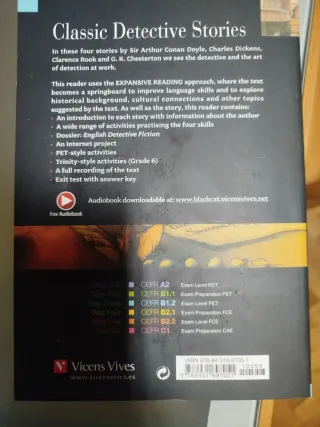 Classic Detective Stories
In these four stories by Sir Arthur Conan Doyle, Charles Dickens,
Clarence Rook and G. K. Chesterton we see the detective and the art
of detection at work.
This reader uses the EXPANSIVE READING approach, where the text
becomes a springboard to improve language skills and to explore
historical background, cultural connections and other topics
suggested by the text. As well as the story, this reader contains:
• An introduction to each story with information about the author
• A wide range of activities practising the four skills
• Dossier: English Detective Fiction
• An Internet project
• PET-style activities
• Trinity-style activities (Grade 6)
• A full recording of the text
• Exit test with answer key
Free Audiobook
Audiobook downloadable at: www.blackcat.vicensvives.net
CEFR A2 Exam Level KET
CEFR B1.1 Exam Preparation PET
CEFR B1.2 Exam Level PET
Step Four CEFR B2.1 Exam Preparation FCE
CEFR B2.2 Exam Level FCE
CEFR C1 Exam Preparation CAE
Vicens Vives